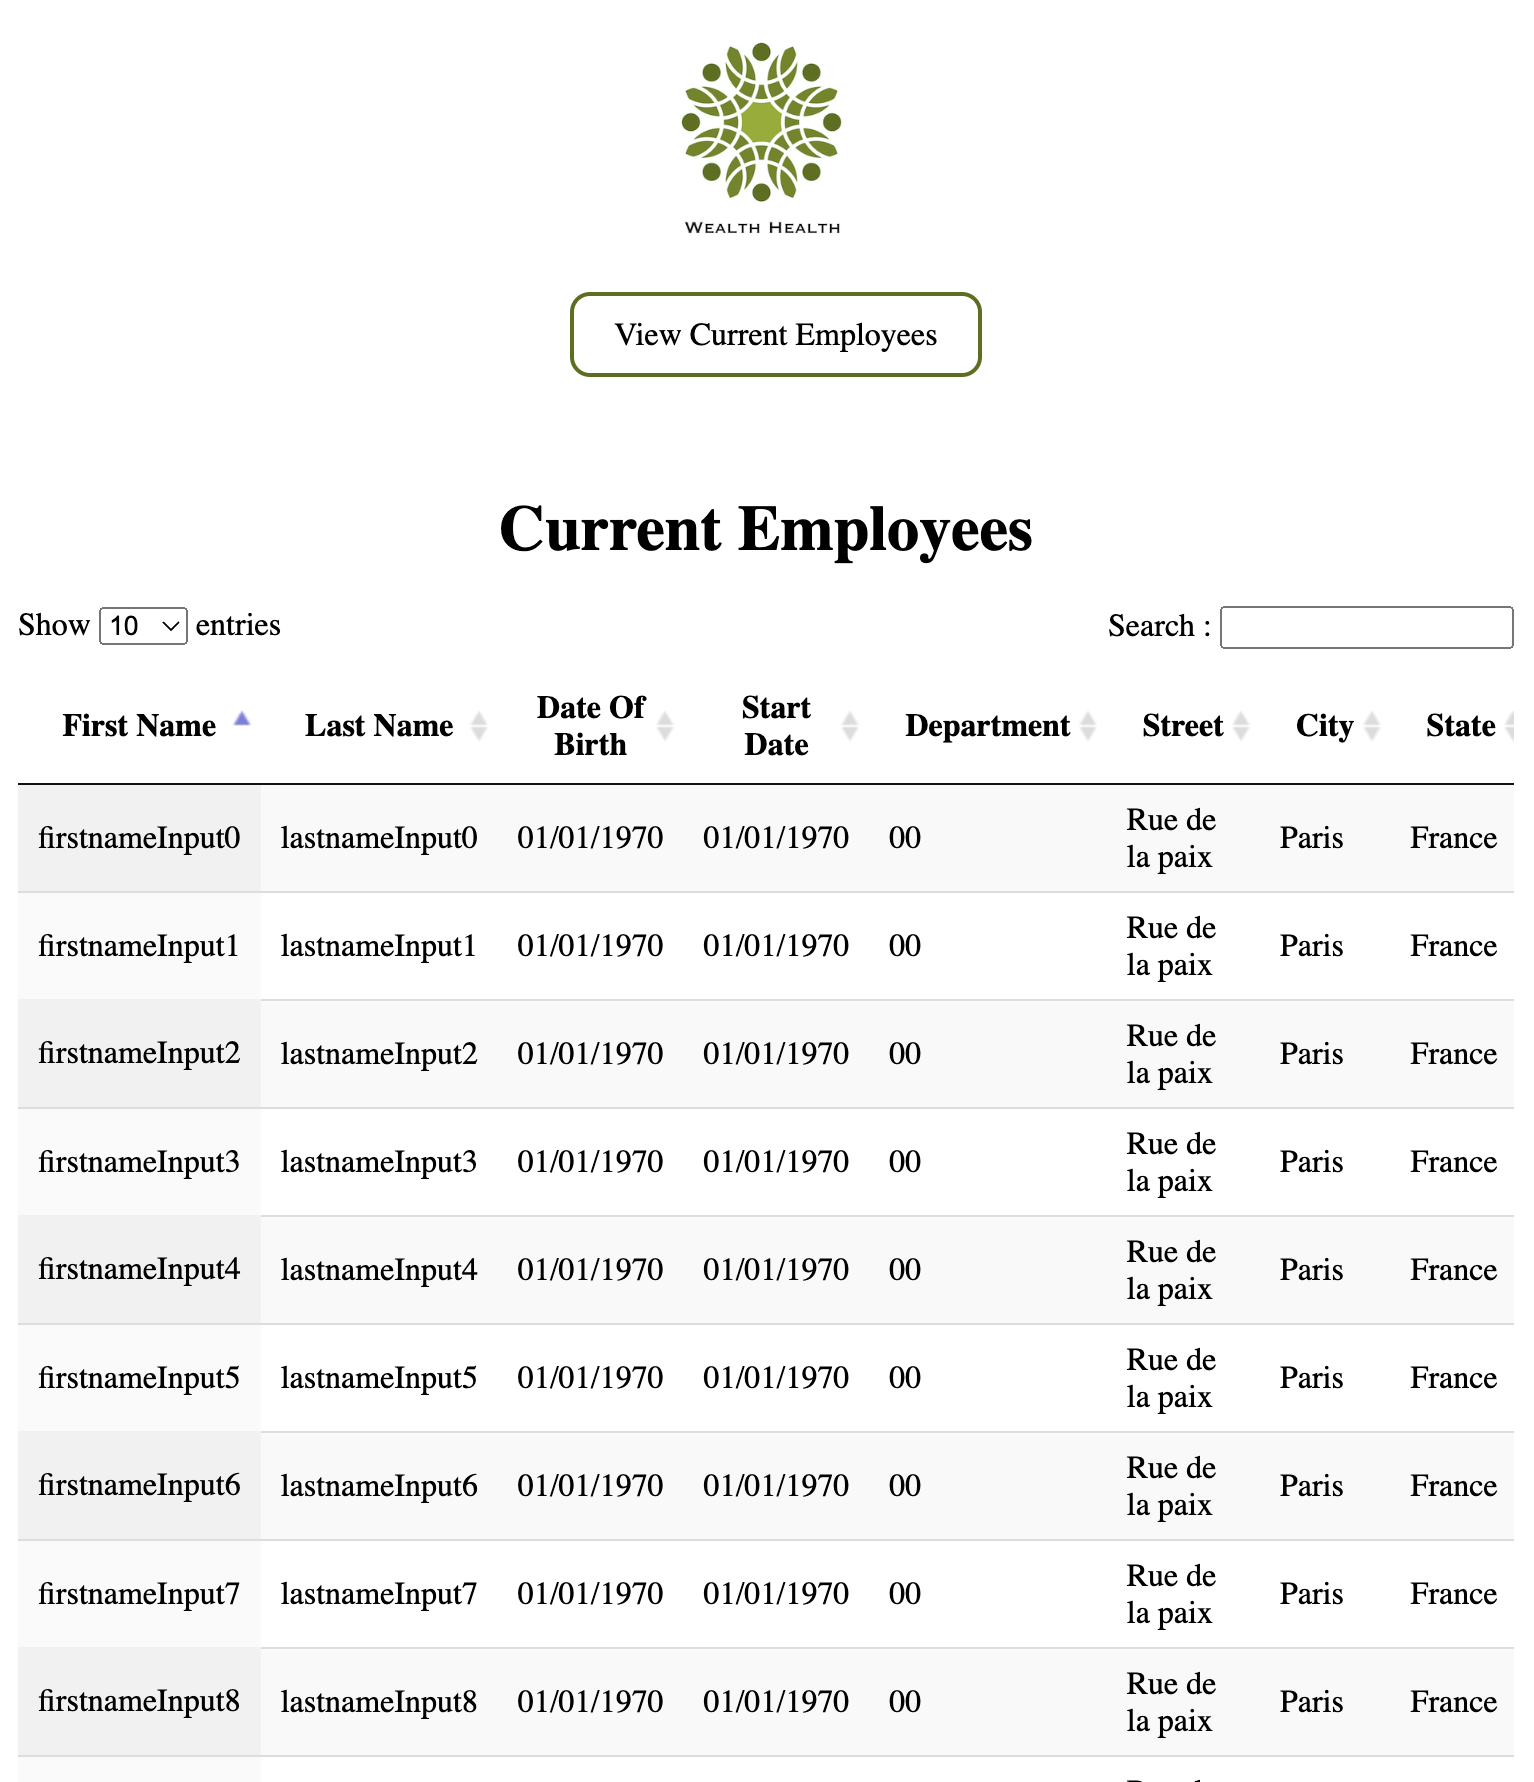 WEALTH HEALTH
View Current Employees
Current Employees
Show 10 entries
Search :
First Name Last Name Date Of Birth Start Date Department Street City State
firstnameInput0 lastnameInput0 01/01/1970 01/01/1970 00 Rue de la paix Paris France
firstnameInput1 lastnameInput1 01/01/1970 01/01/1970 00 Rue de la paix Paris France
firstnameInput2 lastnameInput2 01/01/1970 01/01/1970 00 Rue de la paix Paris France
firstnameInput3 lastnameInput3 01/01/1970 01/01/1970 00 Rue de la paix Paris France
firstnameInput4 lastnameInput4 01/01/1970 01/01/1970 00 Rue de la paix Paris France
firstnameInput5 lastnameInput5 01/01/1970 01/01/1970 00 Rue de la paix Paris France
firstnameInput6 lastnameInput6 01/01/1970 01/01/1970 00 Rue de la paix Paris France
firstnameInput7 lastnameInput7 01/01/1970 01/01/1970 00 Rue de la paix Paris France
firstnameInput8 lastnameInput8 01/01/1970 01/01/1970 00 Rue de la paix Paris France